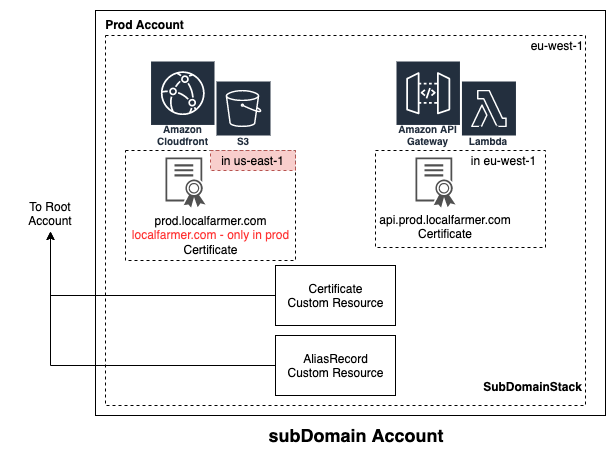 Prod Account
eu-west-1
Amazon
Cloudfront
S3
Amazon API
Gateway
Lambda
in us-east-1
in eu-west-1
prod.localfarmer.com
localfarmer.com - only in prod
Certificate
api.prod.localfarmer.com
Certificate
To Root
Account
Certificate
Custom Resource
AliasRecord
Custom Resource
SubDomainStack
subDomain Account